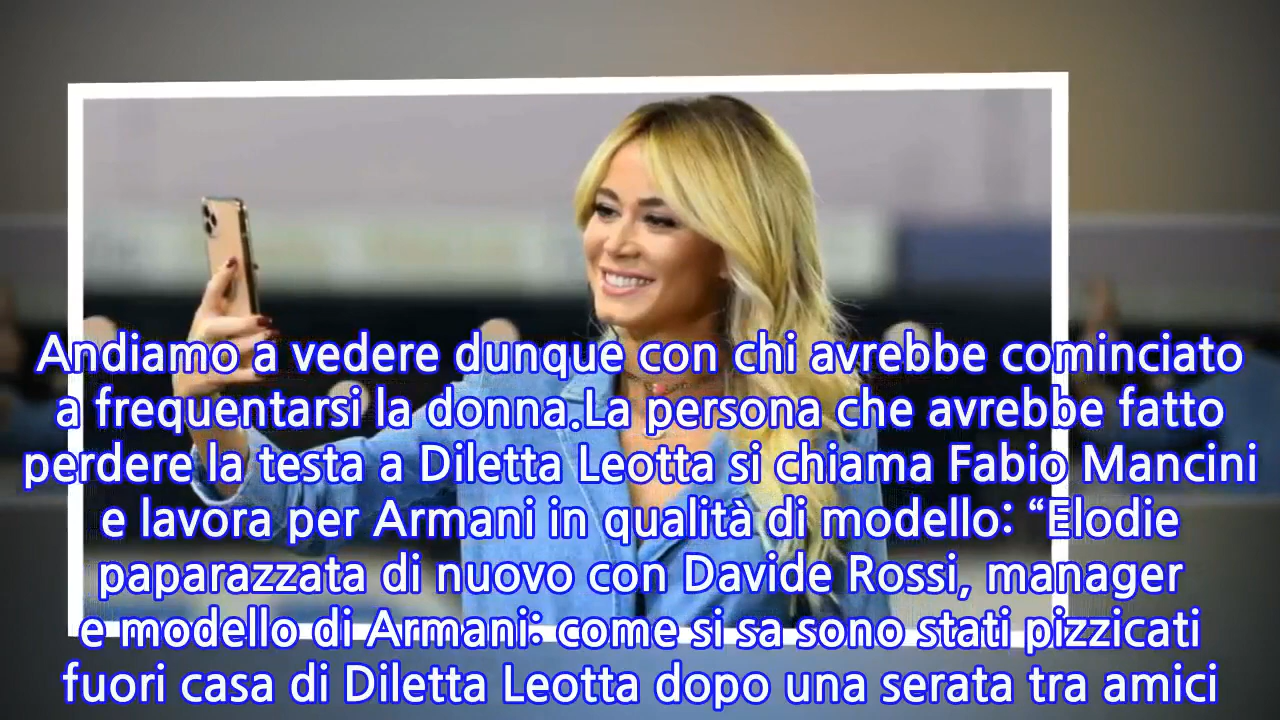 Andiamo a vedere dunque con chi avrebbe cominciato
a frequentarsi la donna.La persona che avrebbe fatto
perdere la testa a Diletta Leotta si chiama Fabio Mancini
e lavora per Armani in qualità di modello: “Elodie
paparazzata di nuovo con Davide Rossi, manager
e modello di Armani: come si sa sono stati pizzicati
fuori casa di Diletta Leotta dopo una serata tra amici